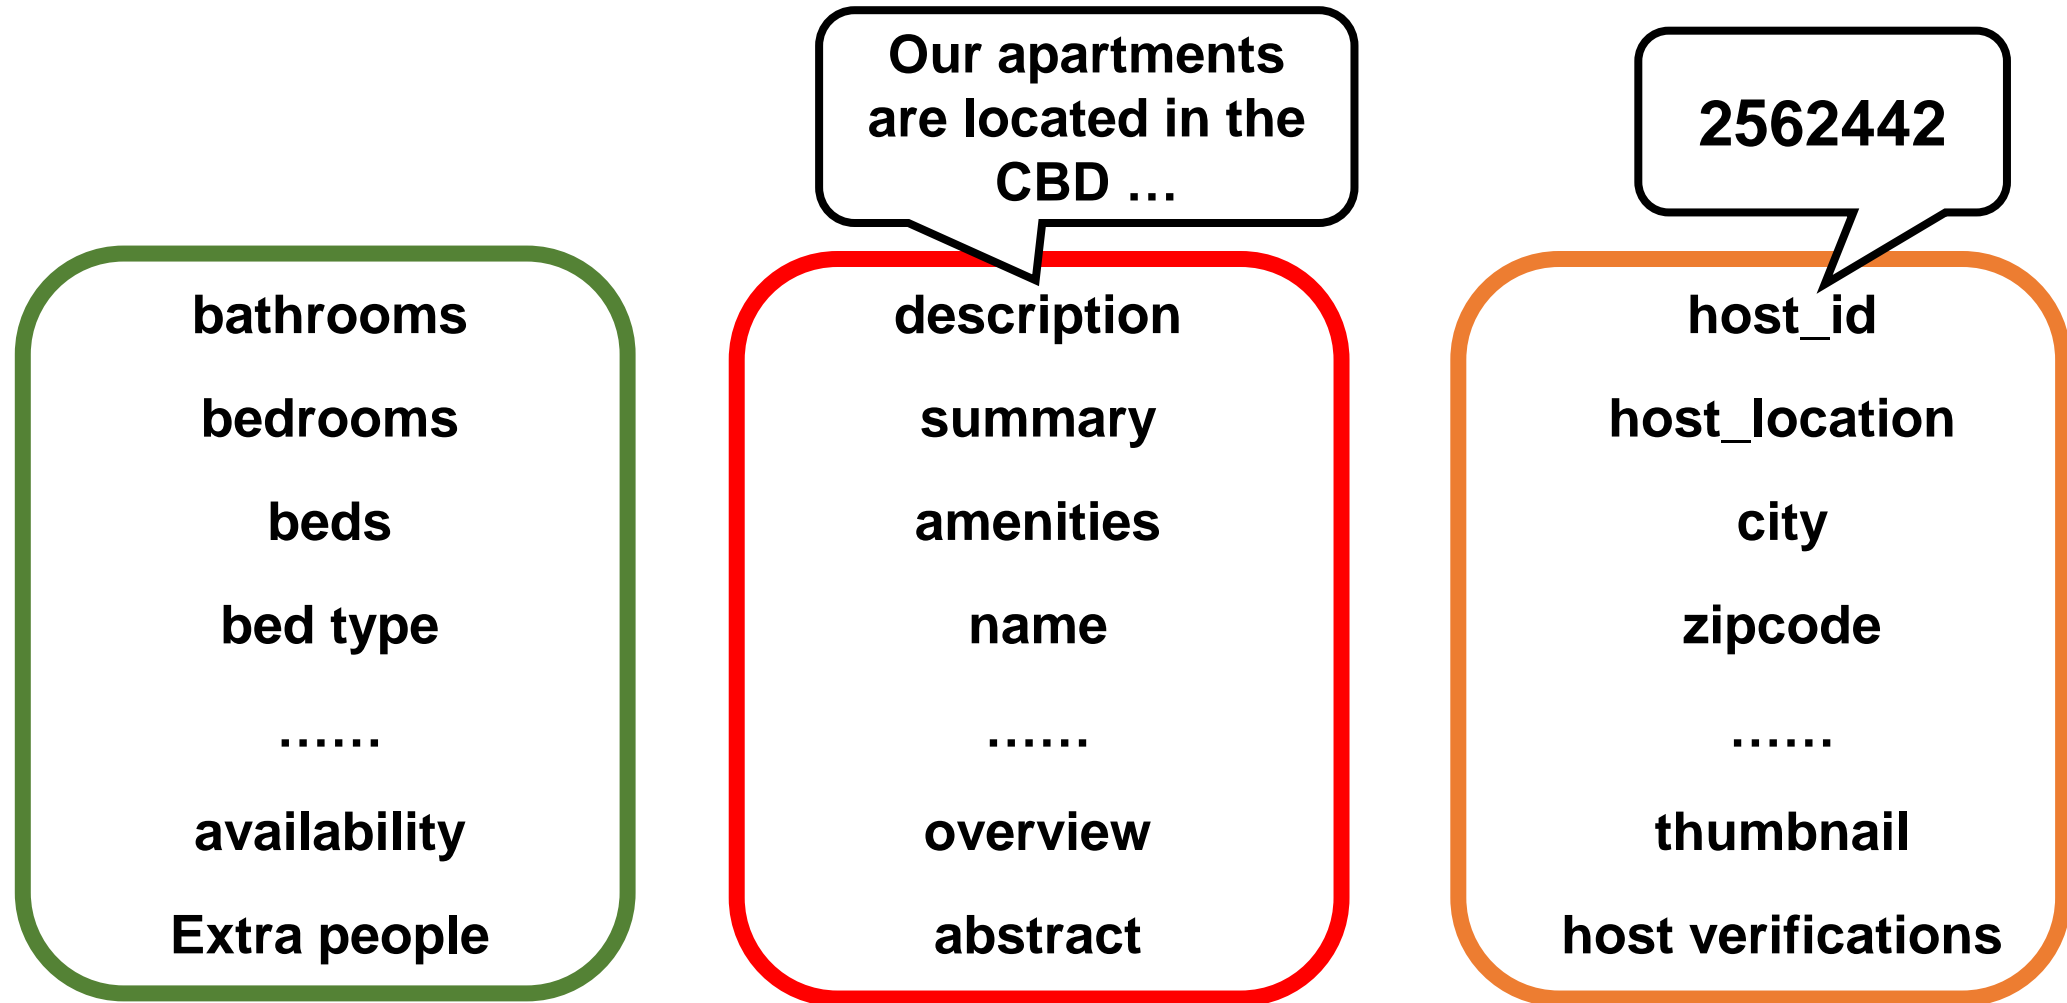 Our apartments
are located in the
CBD …
2562442
bathrooms
bedrooms
beds
bed type
……
availability
Extra people
description
summary
amenities
name
……
overview
abstract
host_id
host_location
city
zipcode
……
thumbnail
host verifications